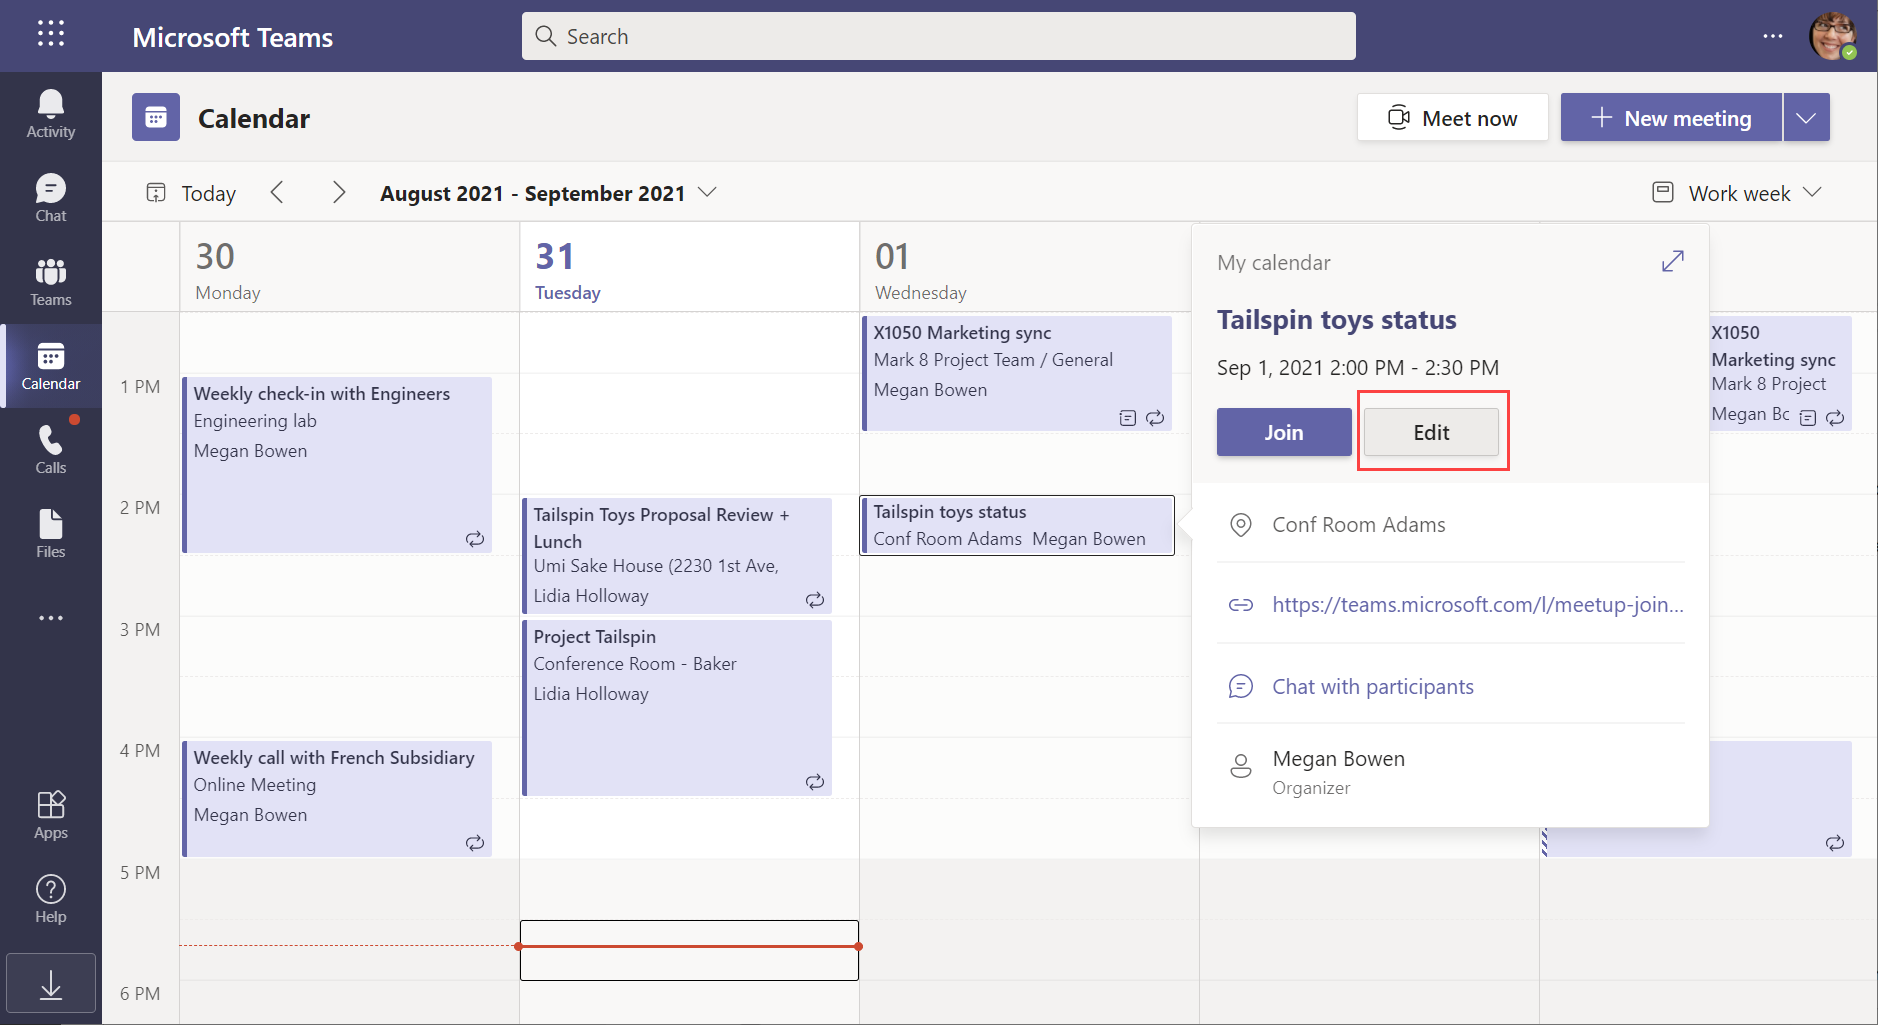 Microsoft Teams
Search
Activity
Chat
Teams
Calendar
Calls
Files
Apps
Help
Calendar
Meet now
New meeting
Today
August 2021 - September 2021
Work week
30
Monday
31
Tuesday
01
Wednesday
1 PM
2 PM
3 PM
4 PM
5 PM
6 PM
Weekly check-in with Engineers
Engineering lab
Megan Bowen
Weekly call with French Subsidiary
Online Meeting
Megan Bowen
Tailspin Toys Proposal Review +
Lunch
Umi Sake House (2230 1st Ave,
Lidia Holloway
Project Tailspin
Conference Room - Baker
Lidia Holloway
X1050 Marketing sync
Mark 8 Project Team / General
Megan Bowen
Tailspin toys status
Conf Room Adams Megan Bowen
My calendar
Tailspin toys status
Sep 1, 2021 2:00 PM - 2:30 PM
Join
Edit
Conf Room Adams
https://teams.microsoft.com/l/meetup-join...
Chat with participants
Megan Bowen
Organizer
X1050
Marketing sync
Mark 8 Project
Megan Bc